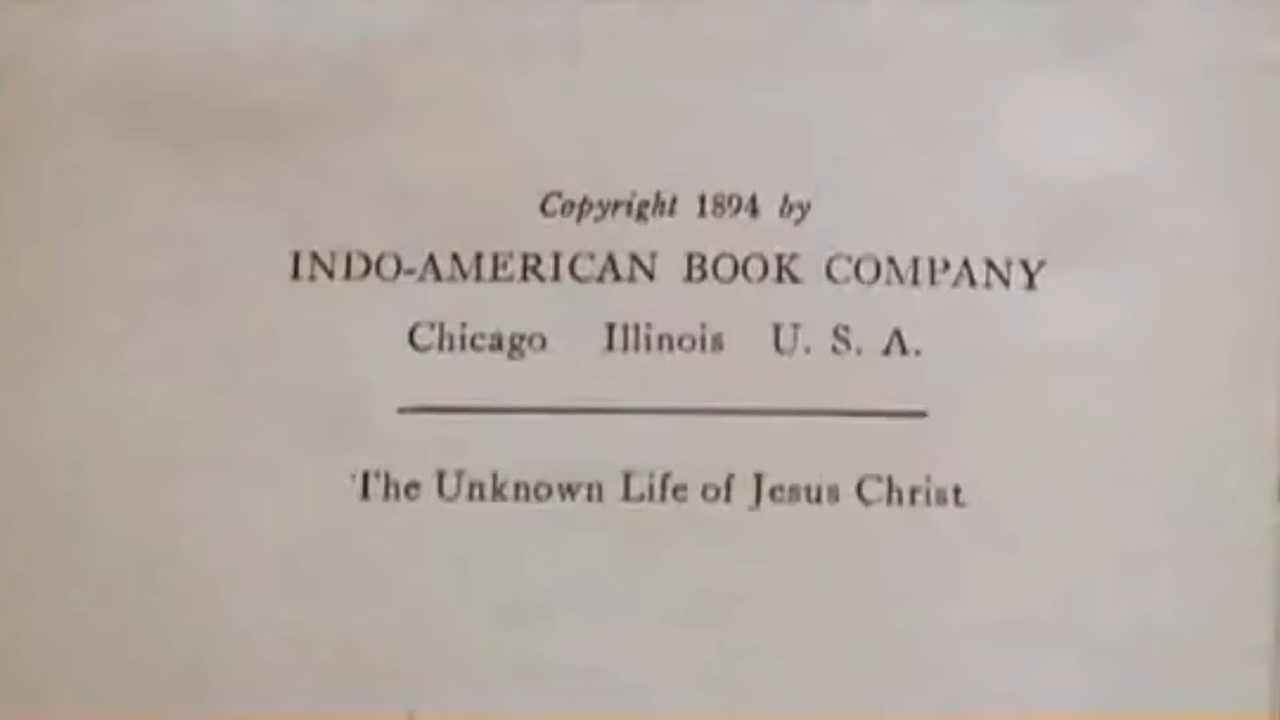 Copyright 1894 by
INDO-AMERICAN BOOK COMPANY
Chicago Illinois U. S. A.
The Unknown Life of Jesus Christ